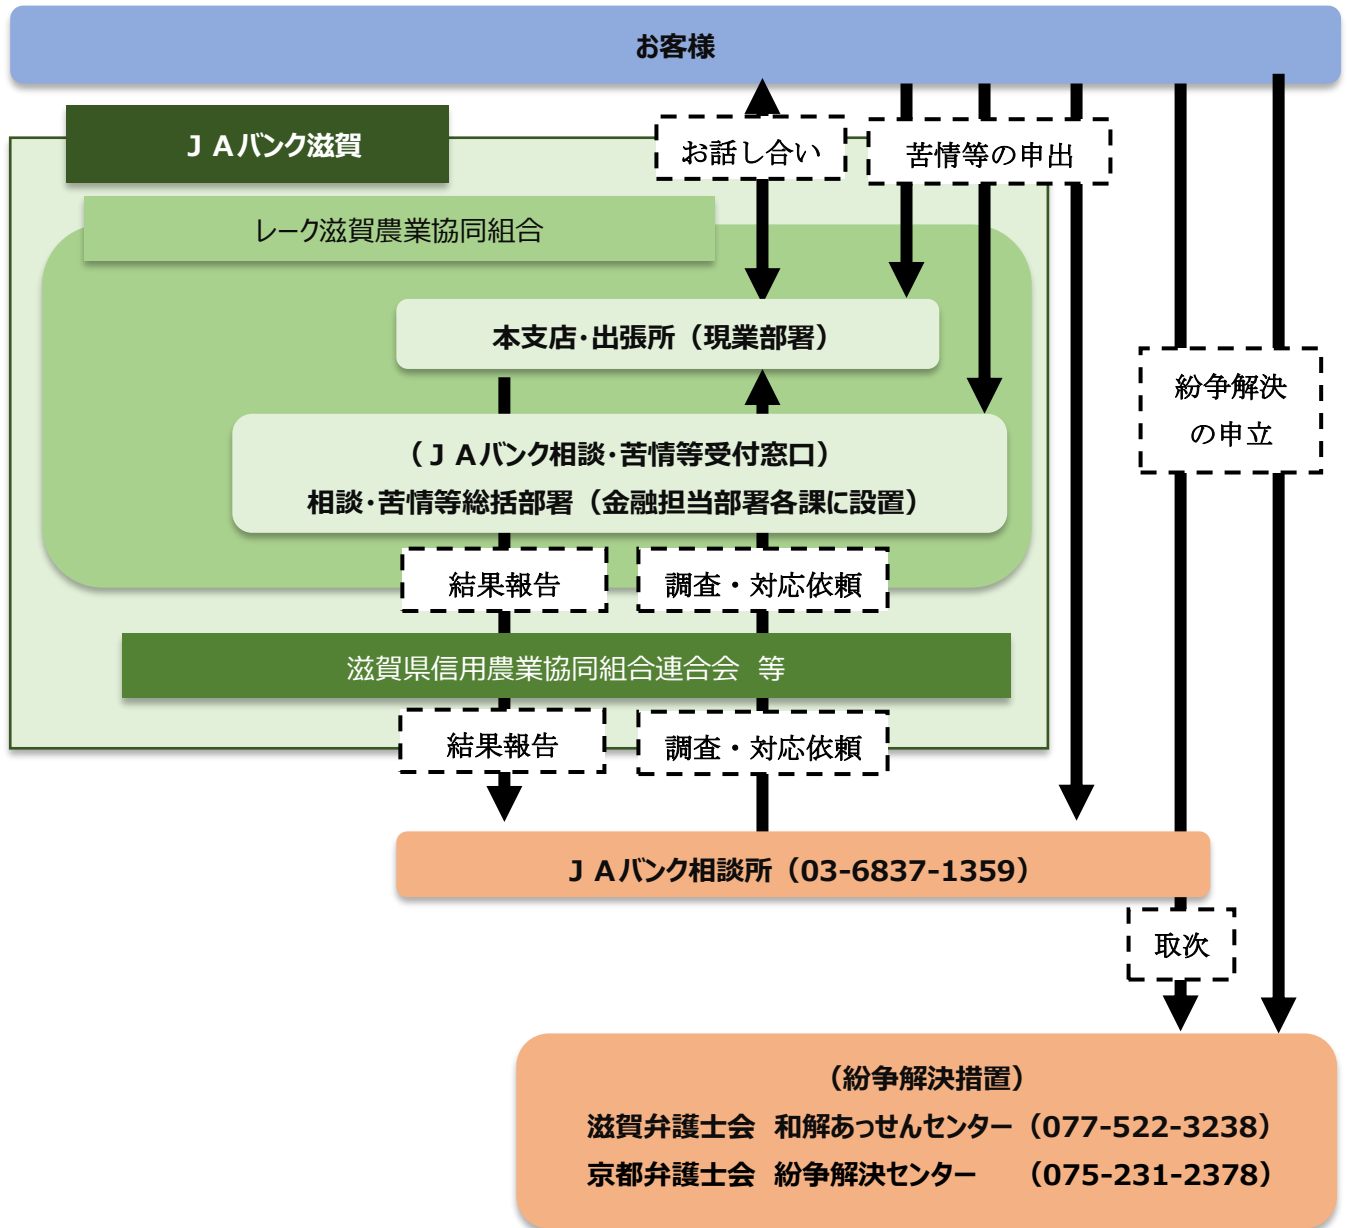 お客様
ＪＡバンク滋賀
お話し合い
苦情等の申出
レーク滋賀農業協同組合
本支店・出張所（現業部署）
紛争解決
の申立
（ＪＡバンク相談・苦情等受付窓口）
相談・苦情等総括部署（金融担当部署各課に設置）
結果報告
調査・対応依頼
滋賀県信用農業協同組合連合会　等
結果報告
調査・対応依頼
ＪＡバンク相談所（03-6837-1359）
取次
（紛争解決措置）
滋賀弁護士会　和解あっせんセンター（077-522-3238）
京都弁護士会　紛争解決センター　（075-231-2378）